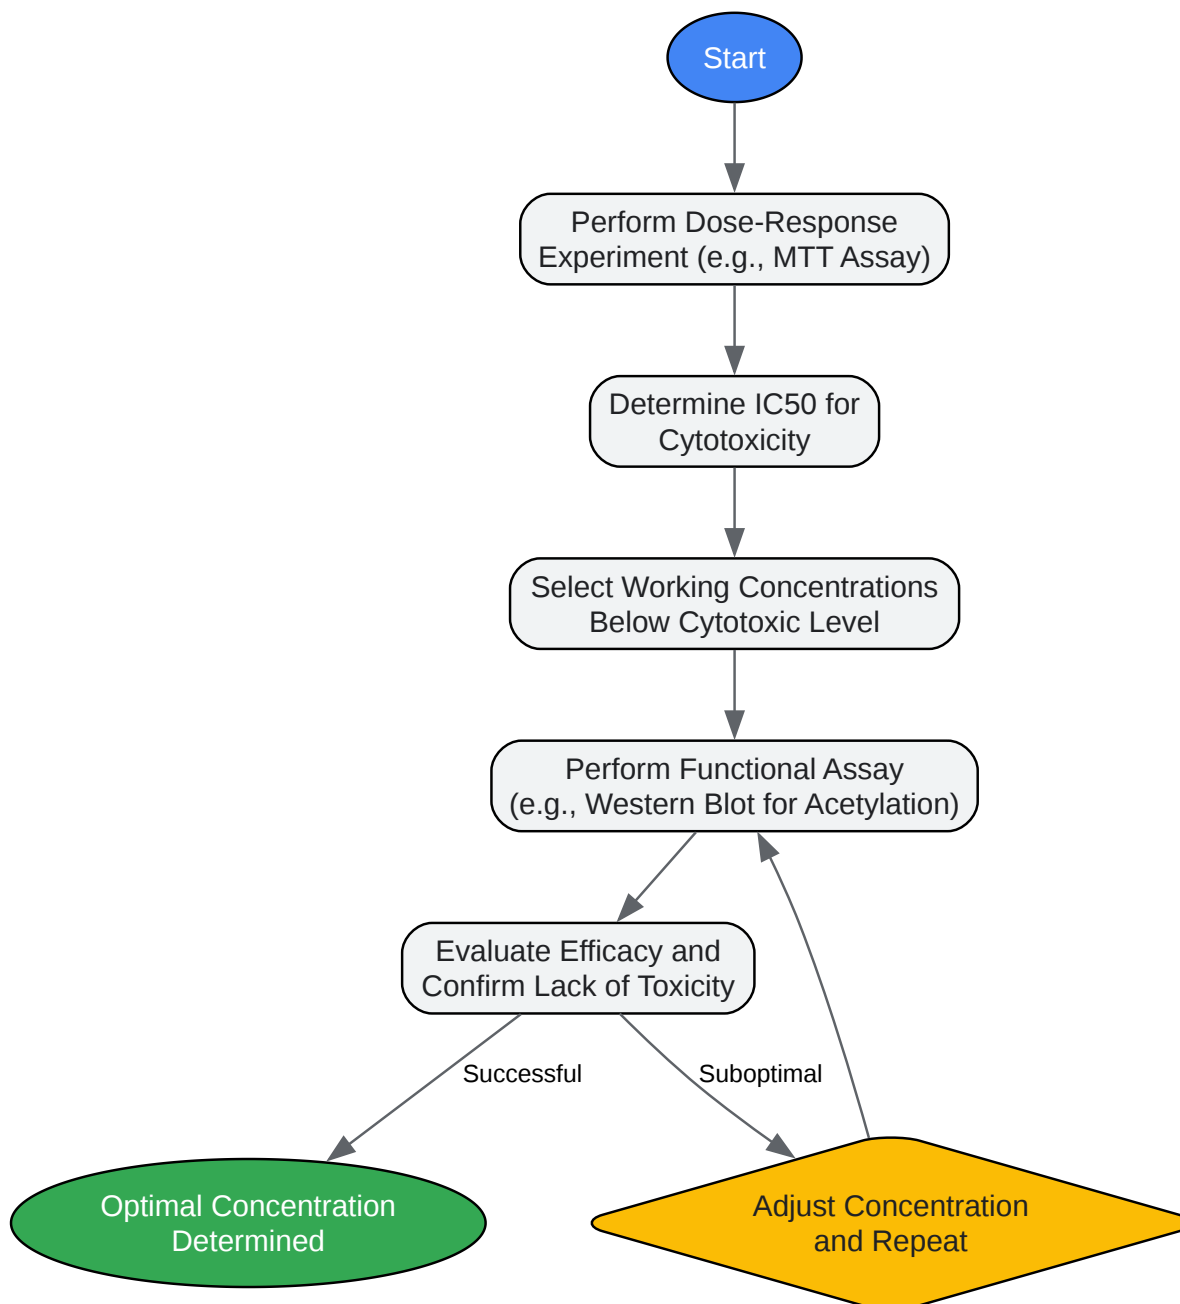 Start
Perform Dose-Response
Experiment (e.g., MTT Assay)
Determine IC50 for
Cytotoxicity
Select Working Concentrations
Below Cytotoxic Level
Perform Functional Assay
(e.g., Western Blot for Acetylation)
Evaluate Efficacy and
Confirm Lack of Toxicity
Successful
Suboptimal
Optimal Concentration
Determined
Adjust Concentration
and Repeat